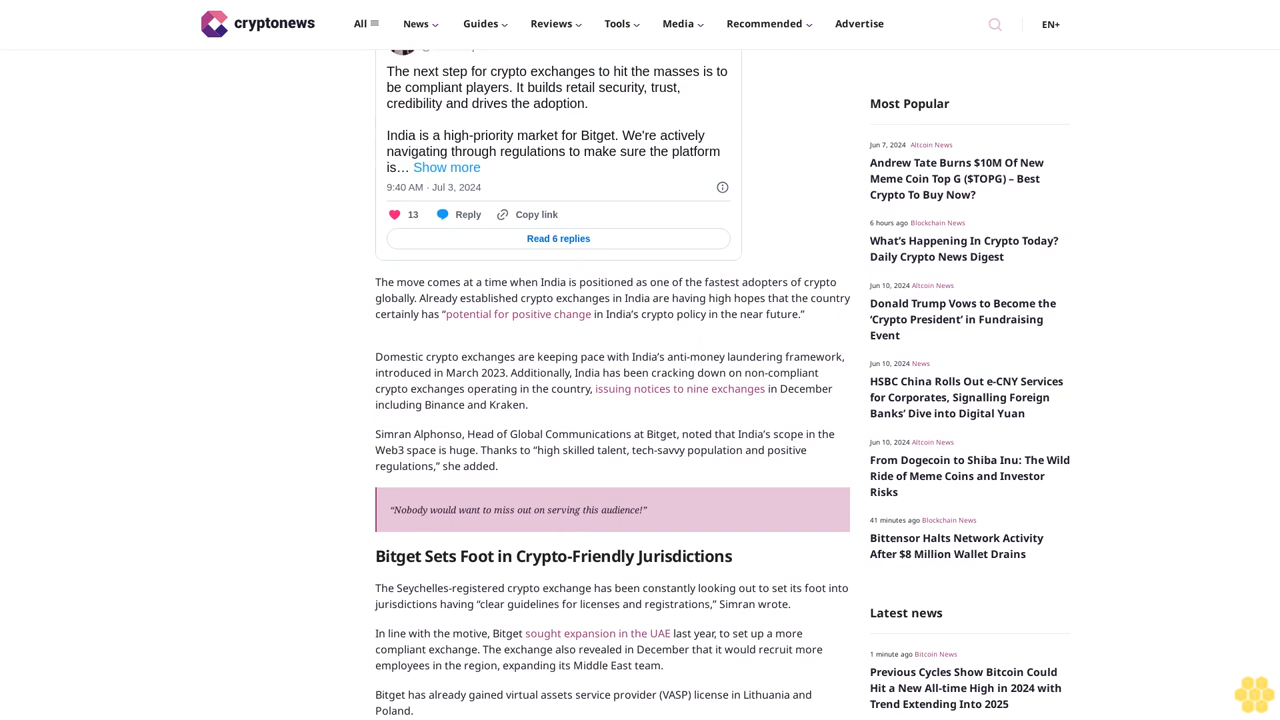 cryptonews
All
News
Guides
Reviews
Tools
Media
Recommended
Advertise
EN+
The next step for crypto exchanges to hit the masses is to
be compliant players. It builds retail security, trust,
credibility and drives the adoption.
India is a high-priority market for Bitget. We're actively
navigating through regulations to make sure the platform
is… Show more
9:40 AM · Jul 3, 2024
13
Reply
Copy link
Read 6 replies
The move comes at a time when India is positioned as one of the fastest adopters of crypto
globally. Already established crypto exchanges in India are having high hopes that the country
certainly has “potential for positive change in India’s crypto policy in the near future.”
Domestic crypto exchanges are keeping pace with India’s anti-money laundering framework,
introduced in March 2023. Additionally, India has been cracking down on non-compliant
crypto exchanges operating in the country, issuing notices to nine exchanges in December
including Binance and Kraken.
Simran Alphonso, Head of Global Communications at Bitget, noted that India’s scope in the
Web3 space is huge. Thanks to “high skilled talent, tech-savvy population and positive
regulations,” she added.
“Nobody would want to miss out on serving this audience!”
Bitget Sets Foot in Crypto-Friendly Jurisdictions
The Seychelles-registered crypto exchange has been constantly looking out to set its foot into
jurisdictions having “clear guidelines for licenses and registrations,” Simran wrote.
In line with the motive, Bitget sought expansion in the UAE last year, to set up a more
compliant exchange. The exchange also revealed in December that it would recruit more
employees in the region, expanding its Middle East team.
Bitget has already gained virtual assets service provider (VASP) license in Lithuania and
Poland.
Most Popular
Jun 7, 2024 Altcoin News
Andrew Tate Burns $10M Of New
Meme Coin Top G ($TOPG) – Best
Crypto To Buy Now?
6 hours ago Blockchain News
What’s Happening In Crypto Today?
Daily Crypto News Digest
Jun 10, 2024 Altcoin News
Donald Trump Vows to Become the
‘Crypto President’ in Fundraising
Event
Jun 10, 2024 News
HSBC China Rolls Out e-CNY Services
for Corporates, Signalling Foreign
Banks’ Dive into Digital Yuan
Jun 10, 2024 Altcoin News
From Dogecoin to Shiba Inu: The Wild
Ride of Meme Coins and Investor
Risks
41 minutes ago Blockchain News
Bittensor Halts Network Activity
After $8 Million Wallet Drains
Latest news
1 minute ago Bitcoin News
Previous Cycles Show Bitcoin Could
Hit a New All-time High in 2024 with
Trend Extending Into 2025